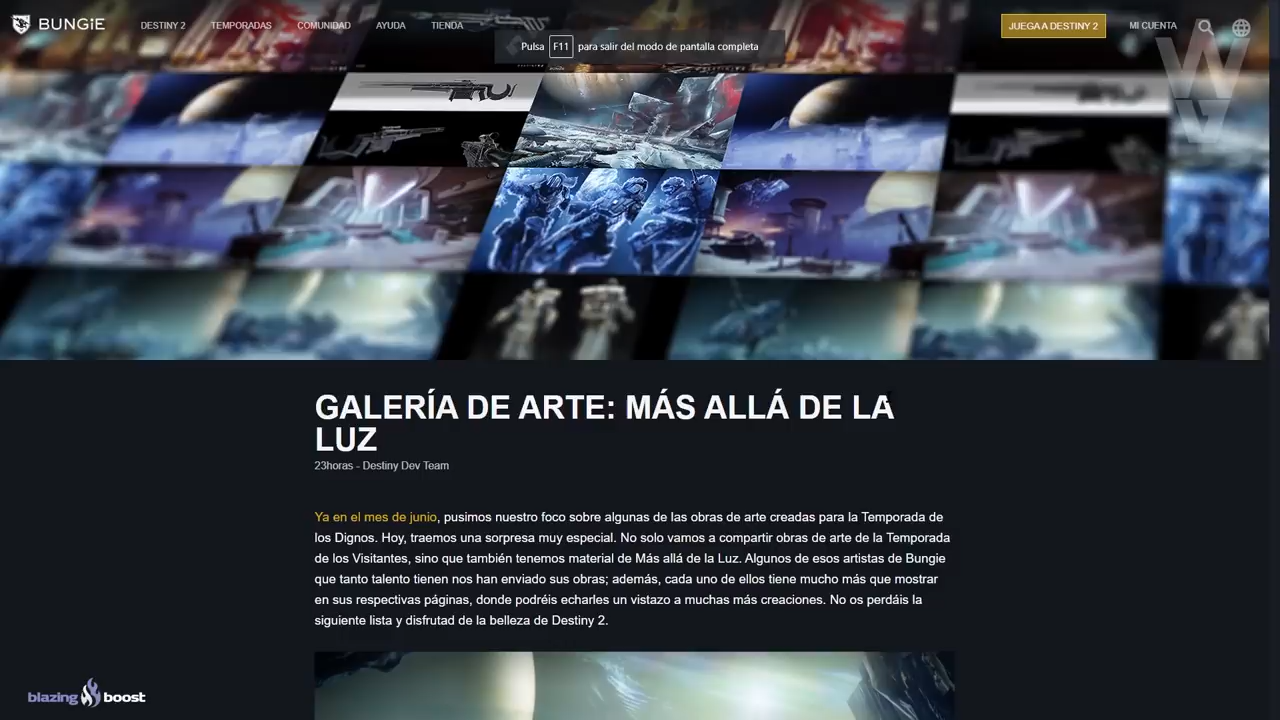 BUNGiE
DESTINY 2
TEMPORADAS
COMUNIDAD
AYUDA
TIENDA
JUEGA A DESTINY 2
MI CUENTA
Pulsa F11 para salir del modo de pantalla completa
GALERÍA DE ARTE: MÁS ALLÁ DE LA
LUZ
23horas - Destiny Dev Team
Ya en el mes de junio, pusimos nuestro foco sobre algunas de las obras de arte creadas para la Temporada de
los Dignos. Hoy, traemos una sorpresa muy especial. No solo vamos a compartir obras de arte de la Temporada
de los Visitantes, sino que también tenemos material de Más allá de la Luz. Algunos de esos artistas de Bungie
que tanto talento tienen nos han enviado sus obras; además, cada uno de ellos tiene mucho más que mostrar
en sus respectivas páginas, donde podréis echarles un vistazo a muchas más creaciones. No os perdáis la
siguiente lista y disfrutad de la belleza de Destiny 2.
blazing boost